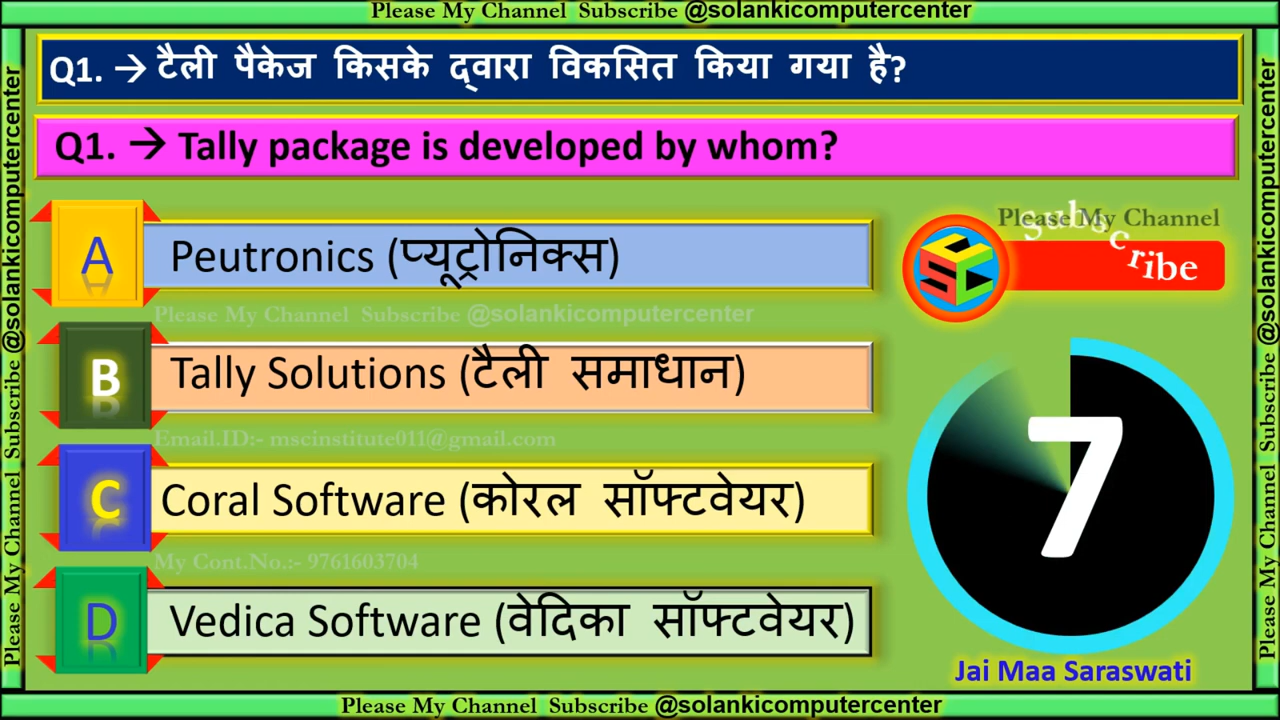 Please My Channel Subscribe @solankicomputercenter
Please My Channel Subscribe @solankicomputercenter
Q1. → टैली पैकेज किसके द्वारा विकसित किया गया है?
Q1. → Tally package is developed by whom?
A Peutronics (प्यूट्रोनिक्स)
Please My Channel
Subscribe
SCC
Please My Channel Subscribe @solankicomputercenter
B Tally Solutions (टैली समाधान)
Email.ID:- mscinstitute011@gmail.com
7
C Coral Software (कोरल सॉफ्टवेयर)
My Cont.No.:- 9761603704
D Vedica Software (वेदिका सॉफ्टवेयर)
Jai Maa Saraswati
Please My Channel Subscribe @solankicomputercenter
Please My Channel Subscribe @solankicomputercenter